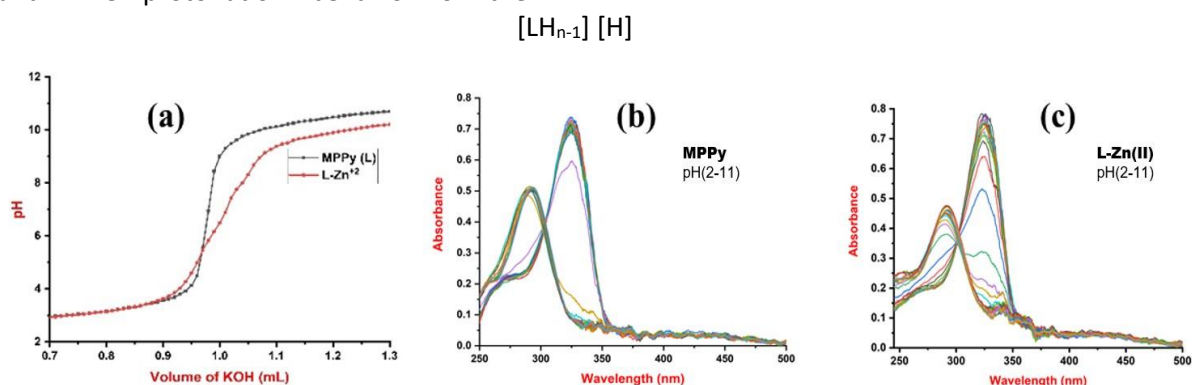 [LHn-1] [H]
(a)
12
10
8
6
4
2
pH
MPPy (L)
L-Zn+2
0.7 0.8 0.9 1.0 1.1 1.2 1.3
Volume of KOH (mL)
(b)
0.8
0.7
0.6
0.5
0.4
0.3
0.2
0.1
0.0
Absorbance
MPPy
pH(2-11)
250 300 350 400 450 500
Wavelength (nm)
(c)
0.8
0.7
0.6
0.5
0.4
0.3
0.2
0.1
0.0
Absorbance
L-Zn(II)
pH(2-11)
250 300 350 400 450 500
Wavelength (nm)